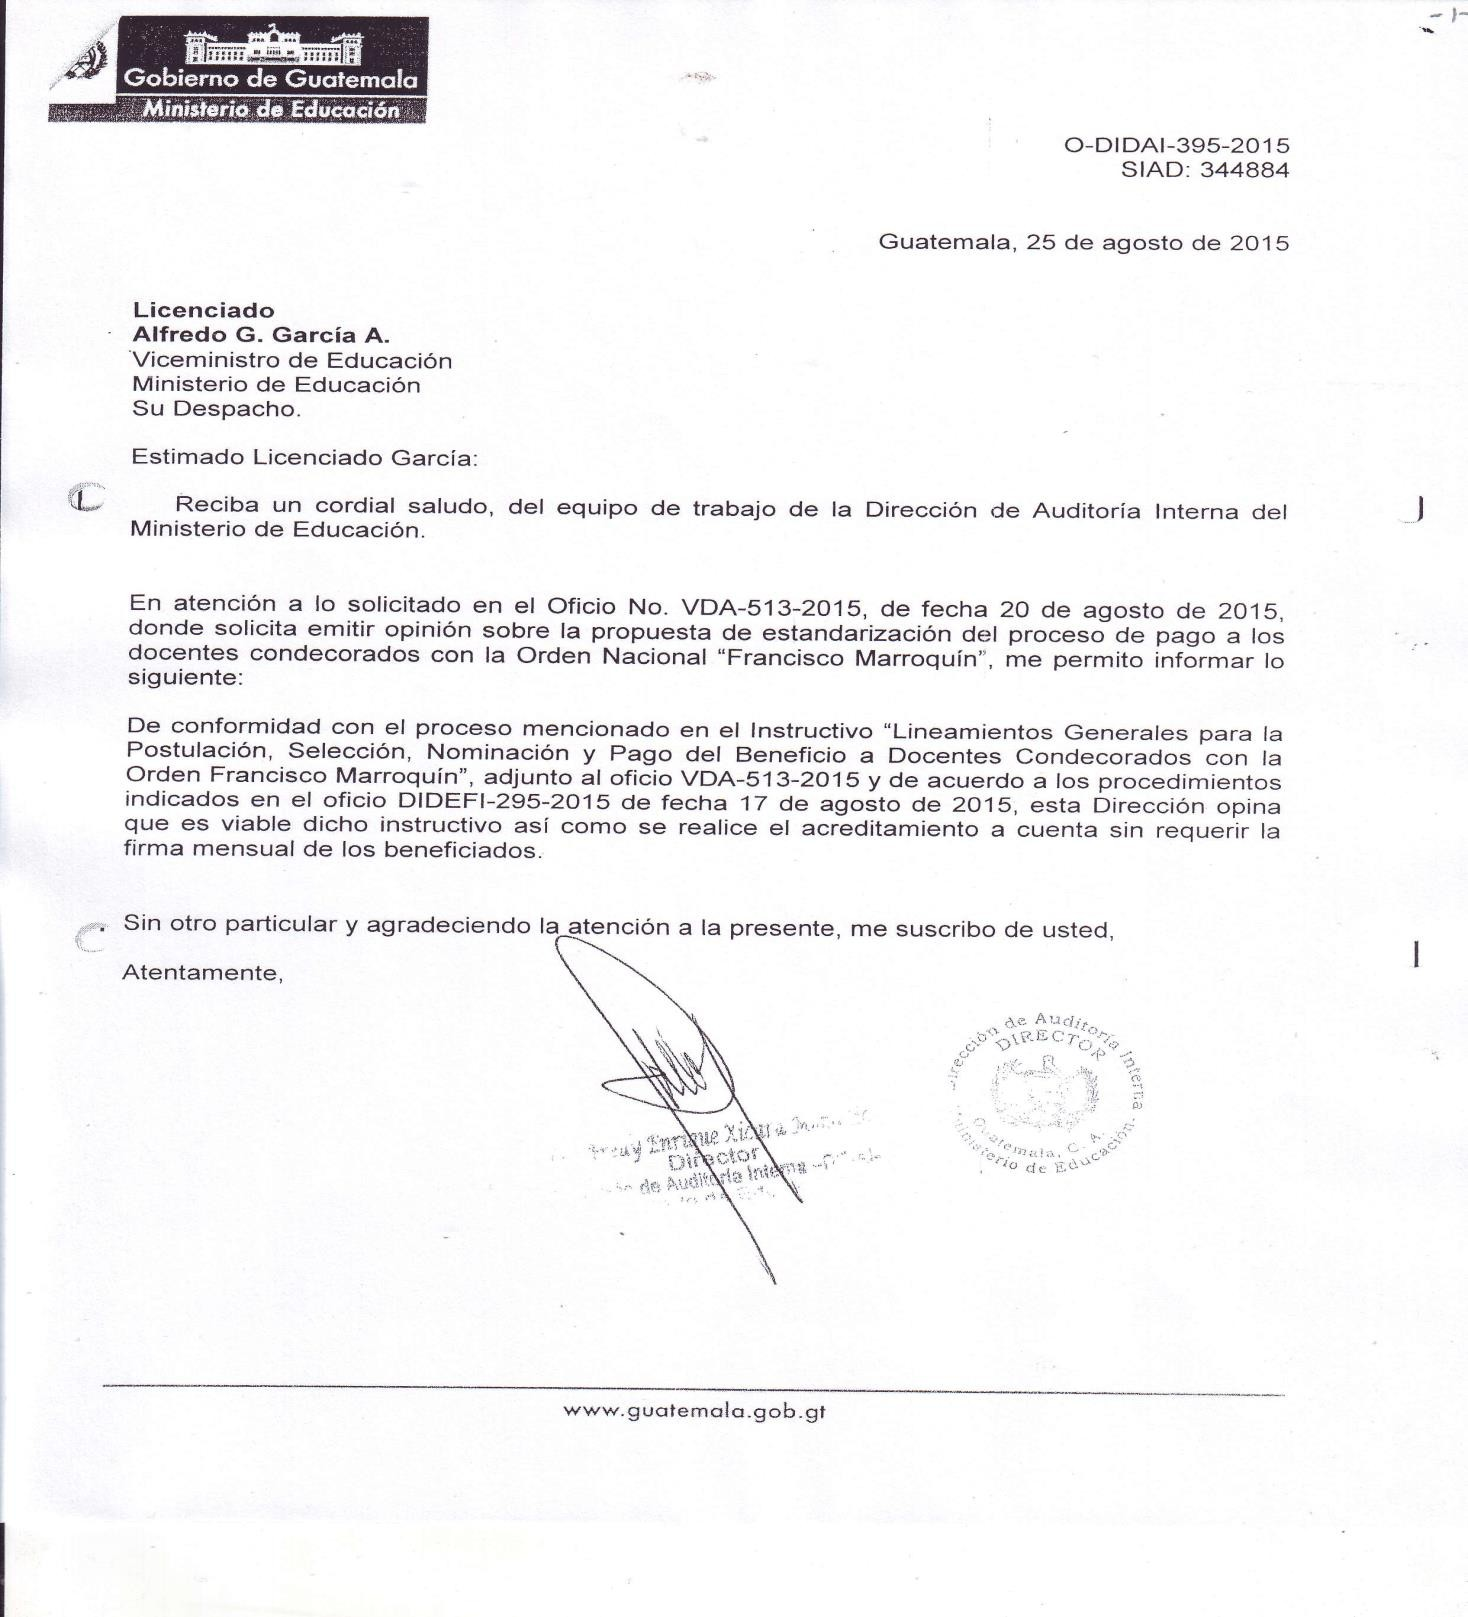 Gobierno de Guatemala
Ministerio de Educación
O-DIDAI-395-2015
SIAD: 344884
Guatemala, 25 de agosto de 2015
Licenciado
Alfredo G. García A.
Viceministro de Educación
Ministerio de Educación
Su Despacho.
Estimado Licenciado García:
Reciba un cordial saludo, del equipo de trabajo de la Dirección de Auditoría Interna del
Ministerio de Educación.
En atención a lo solicitado en el Oficio No. VDA-513-2015, de fecha 20 de agosto de 2015,
donde solicita emitir opinión sobre la propuesta de estandarización del proceso de pago a los
docentes condecorados con la Orden Nacional “Francisco Marroquín”, me permito informar lo
siguiente:
De conformidad con el proceso mencionado en el Instructivo “Lineamientos Generales para la
Postulación, Selección, Nominación y Pago del Beneficio a Docentes Condecorados con la
Orden Francisco Marroquín”, adjunto al oficio VDA-513-2015 y de acuerdo a los procedimientos
indicados en el oficio DIDEFI-295-2015 de fecha 17 de agosto de 2015, esta Dirección opina
que es viable dicho instructivo así como se realice el acreditamiento a cuenta sin requerir la
firma mensual de los beneficiados.
Sin otro particular y agradeciendo la atención a la presente, me suscribo de usted,
Atentamente,
Enrique
Director
de Auditoría Interna
Dirección de Auditoría Interna
DIRECTOR
Guatemala, C. A.
Ministerio de Educación
www.guatemala.gob.gt